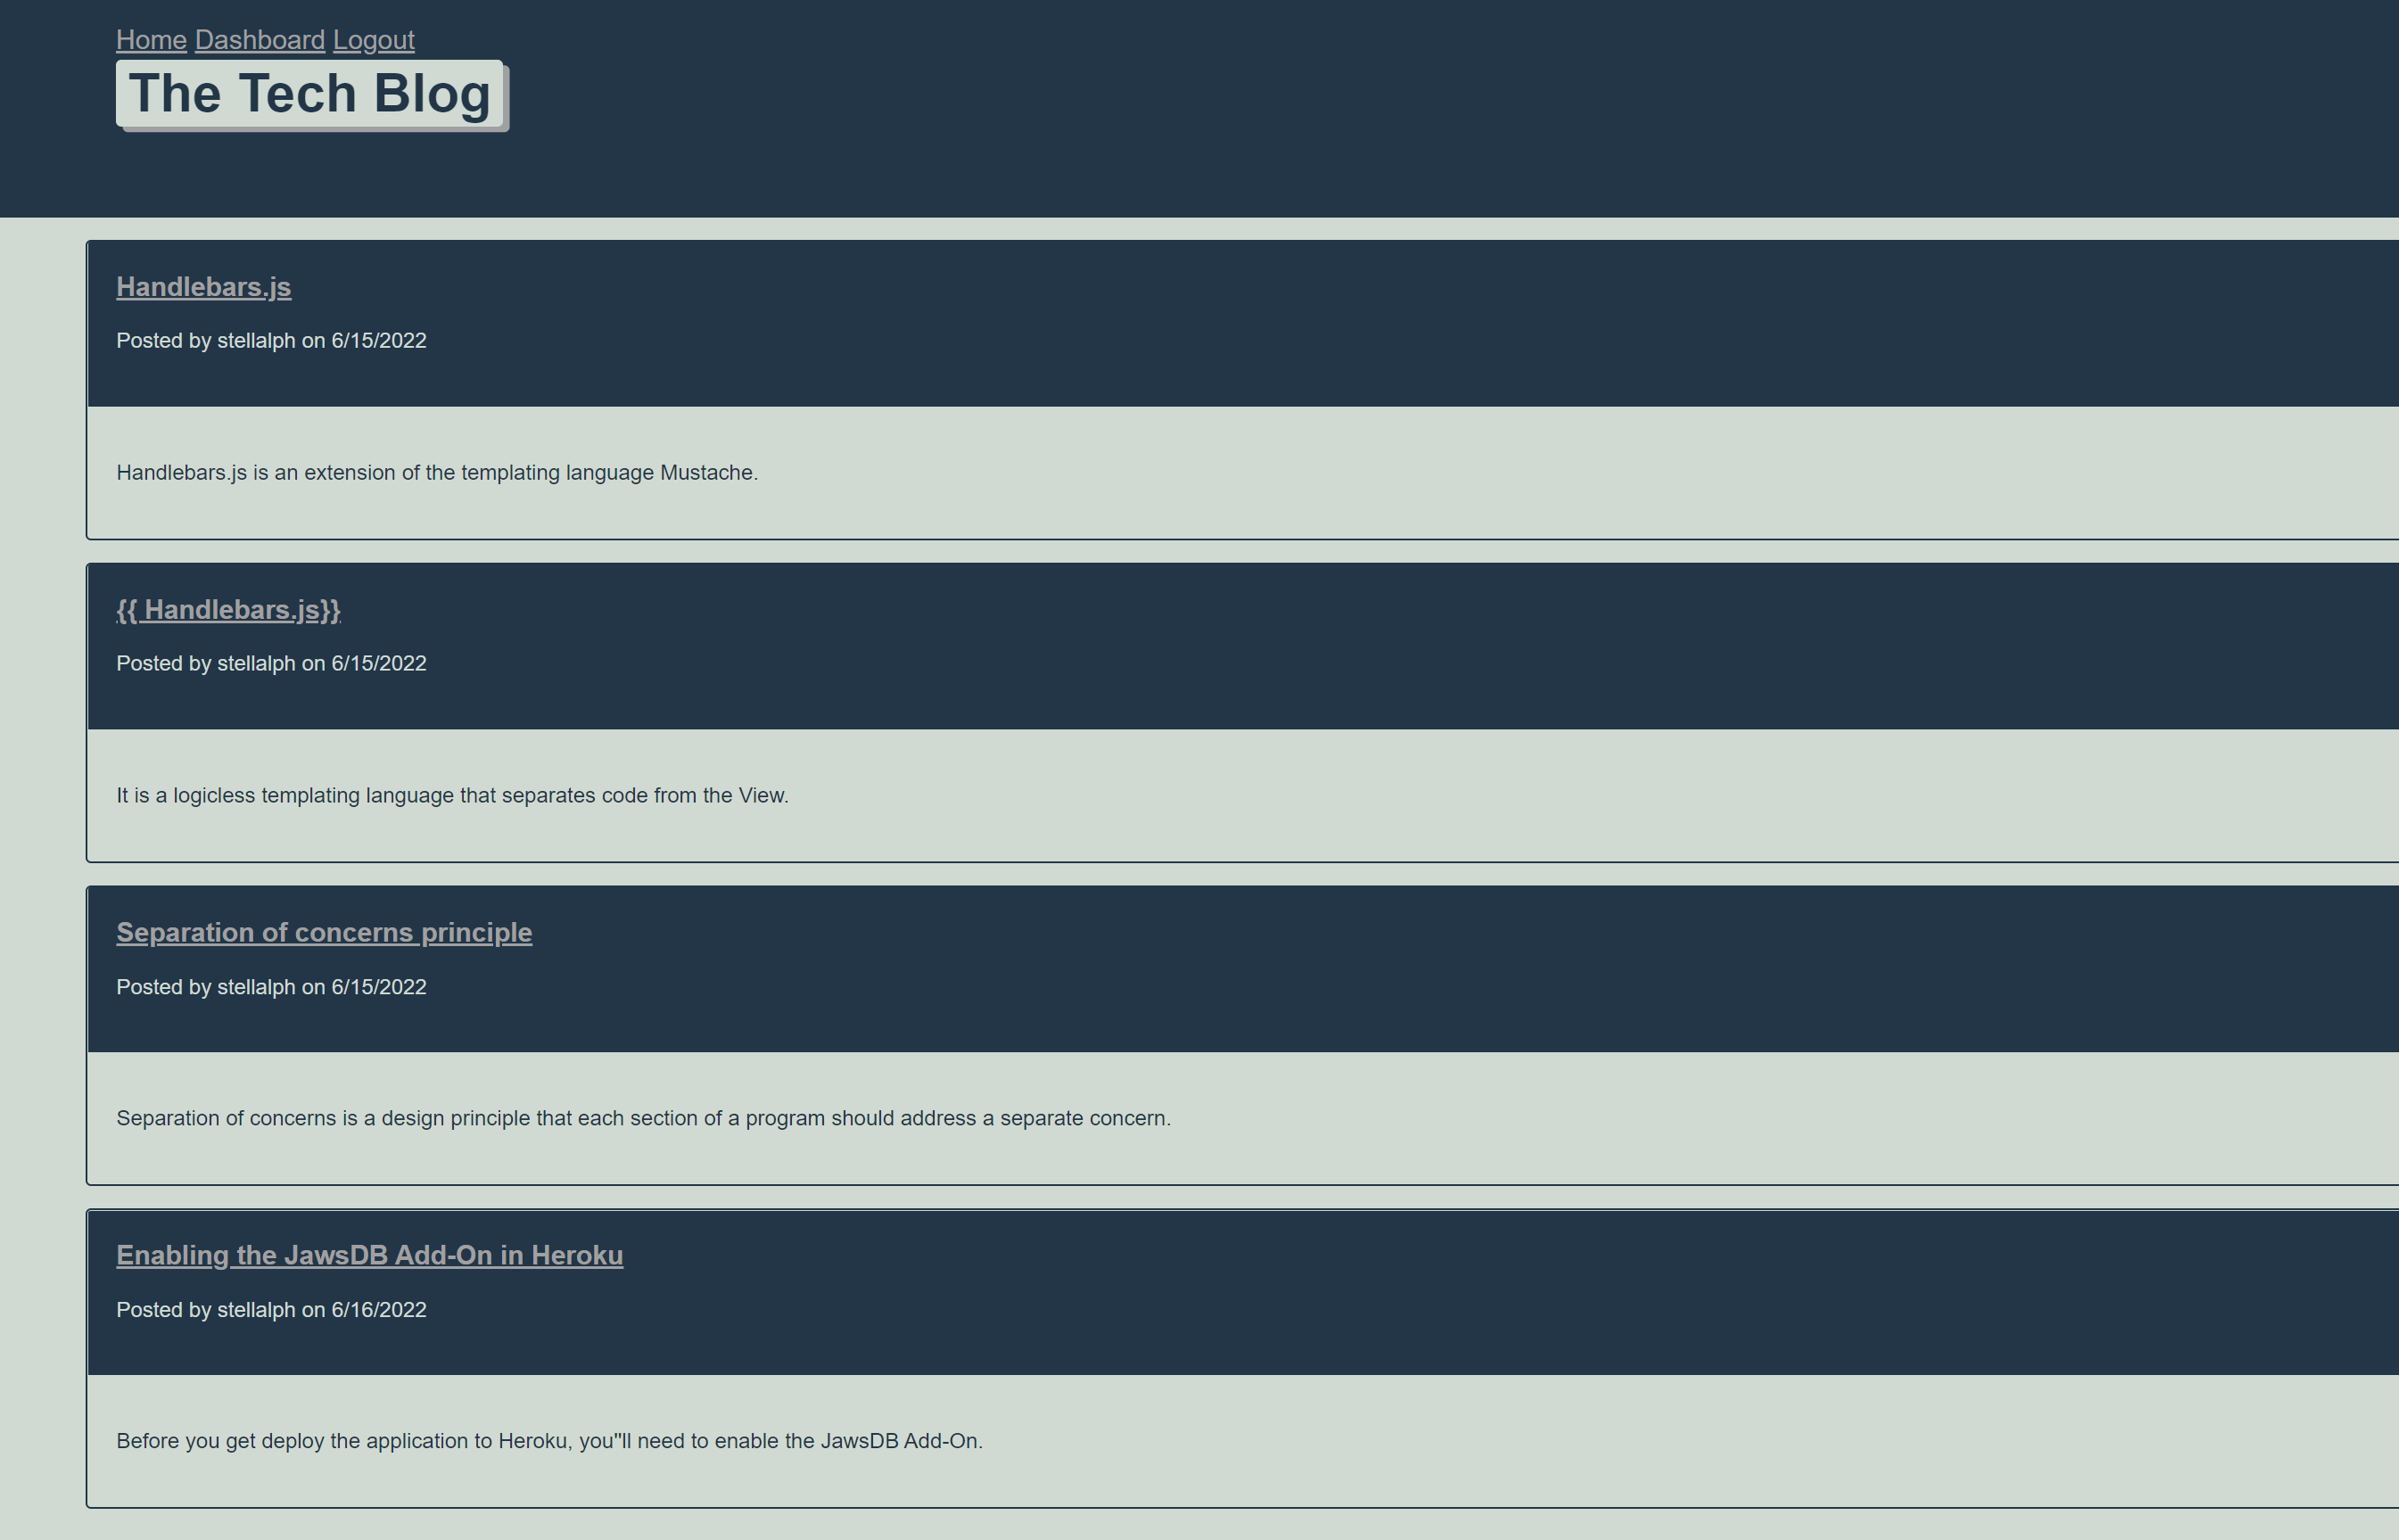 Home Dashboard Logout
The Tech Blog
Handlebars.js
Posted by stellalph on 6/15/2022
Handlebars.js is an extension of the templating language Mustache.
{{ Handlebars.js}}
Posted by stellalph on 6/15/2022
It is a logicless templating language that separates code from the View.
Separation of concerns principle
Posted by stellalph on 6/15/2022
Separation of concerns is a design principle that each section of a program should address a separate concern.
Enabling the JawsDB Add-On in Heroku
Posted by stellalph on 6/16/2022
Before you get deploy the application to Heroku, you''ll need to enable the JawsDB Add-On.